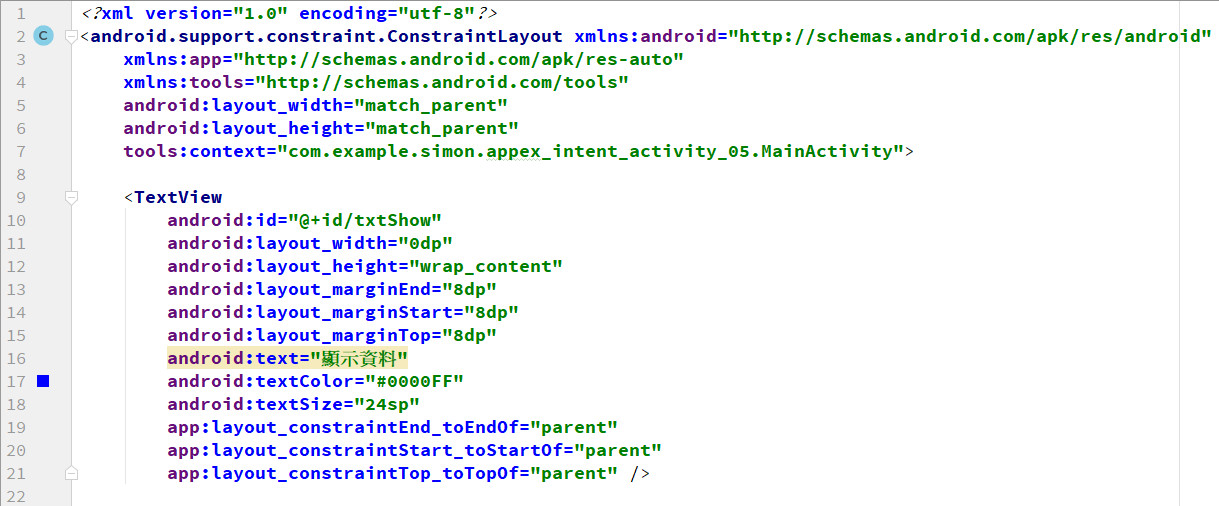 1 <?xml version="1.0" encoding="utf-8"?>
2 C <android.support.constraint.ConstraintLayout xmlns:android="http://schemas.android.com/apk/res/android"
3 xmlns:app="http://schemas.android.com/apk/res-auto"
4 xmlns:tools="http://schemas.android.com/tools"
5 android:layout_width="match_parent"
6 android:layout_height="match_parent"
7 tools:context="com.example.simon.appex_intent_activity_05.MainActivity">
8
9 <TextView
10 android:id="@+id/txtShow"
11 android:layout_width="0dp"
12 android:layout_height="wrap_content"
13 android:layout_marginEnd="8dp"
14 android:layout_marginStart="8dp"
15 android:layout_marginTop="8dp"
16 android:text="顯示資料"
17 android:textColor="#0000FF"
18 android:textSize="24sp"
19 app:layout_constraintEnd_toEndOf="parent"
20 app:layout_constraintStart_toStartOf="parent"
21 app:layout_constraintTop_toTopOf="parent" />
22